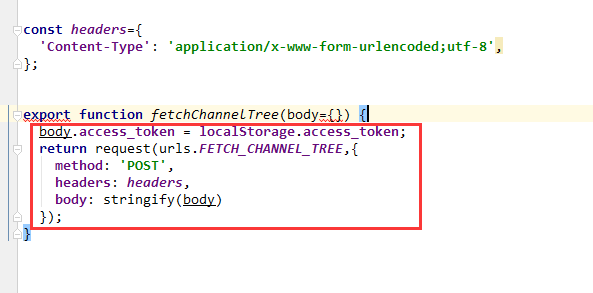 const headers={
'Content-Type': 'application/x-www-form-urlencoded;utf-8',
};
export function fetchChannelTree(body={}) {
body.access_token = localStorage.access_token;
return request(urls.FETCH_CHANNEL_TREE,{
method: 'POST',
headers: headers,
body: stringify(body)
});
}